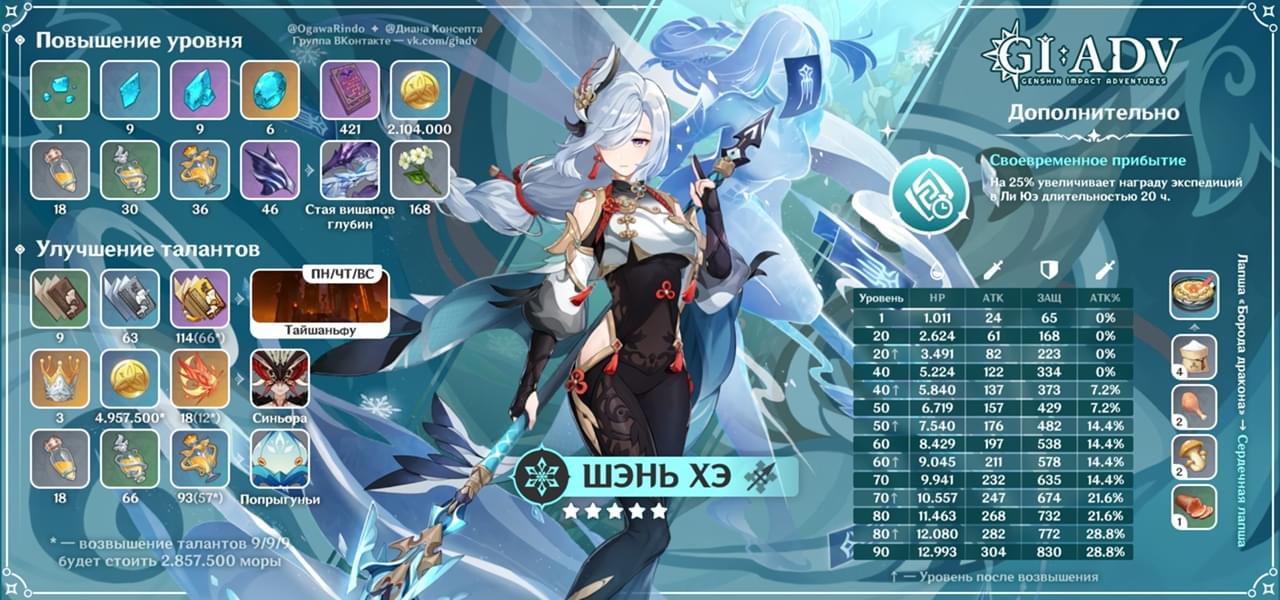 Повышение уровня
@OgawaRindo ✦ @Диана Консепта
Группа ВКонтакте — vk.com/giadv
1 9 9 6 421 2.104.000
18 30 36 46 Стая вишапов глубин 168
Улучшение талантов
ПН/ЧТ/ВС
Тайшаньфу
9 63 114(66*)
3 4.957.500* 18(12*) Синьора
18 66 93(57*) Попрыгуньи
* — возвышение талантов 9/9/9
будет стоить 2.857.500 моры
ШЭНЬ ХЭ
GI·ADV
GENSHIN IMPACT ADVENTURES
Дополнительно
Своевременное прибытие
На 25% увеличивает награду экспедиций
в Ли Юэ длительностью 20 ч.
Уровень HP АТК ЗАЩ АТК%
1 1.011 24 65 0%
20 2.624 61 168 0%
20↑ 3.491 82 223 0%
40 5.224 122 334 0%
40↑ 5.840 137 373 7.2%
50 6.719 157 429 7.2%
50↑ 7.540 176 482 14.4%
60 8.429 197 538 14.4%
60↑ 9.045 211 578 14.4%
70 9.941 232 635 14.4%
70↑ 10.557 247 674 21.6%
80 11.463 268 732 21.6%
80↑ 12.080 282 772 28.8%
90 12.993 304 830 28.8%
↑ — Уровень после возвышения
4
2
2
1
Лапша «Борода дракона» → Сердечная лапша